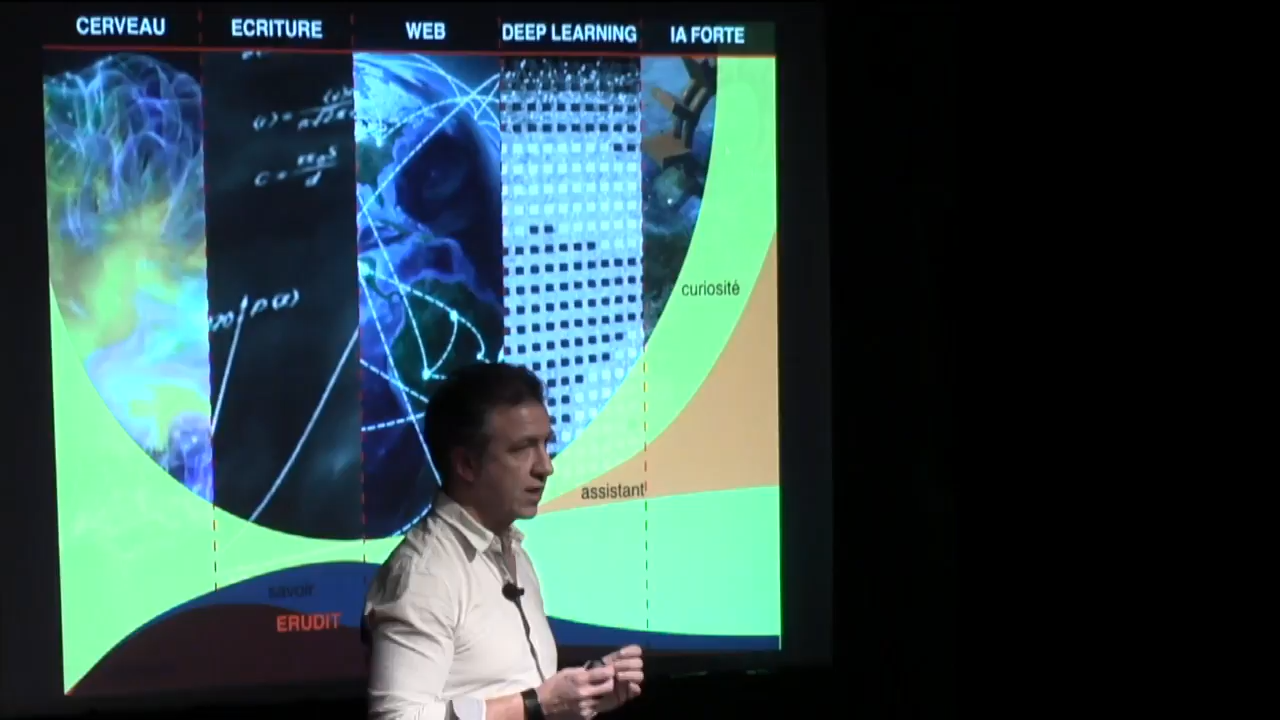 CERVEAU
ECRITURE
WEB
DEEP LEARNING
IA FORTE
curiosité
assistant
savoir
ERUDIT